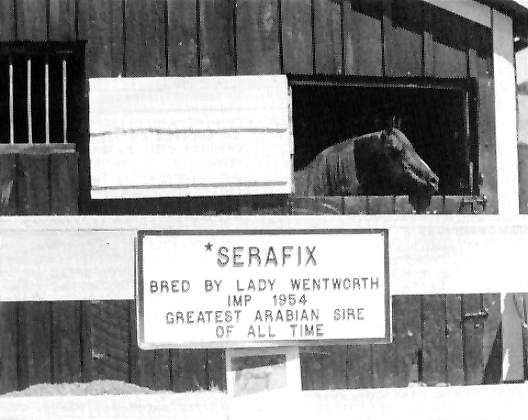 *SERAFIX
BRED BY LADY WENTWORTH
IMP 1954
GREATEST ARABIAN SIRE
OF ALL TIME